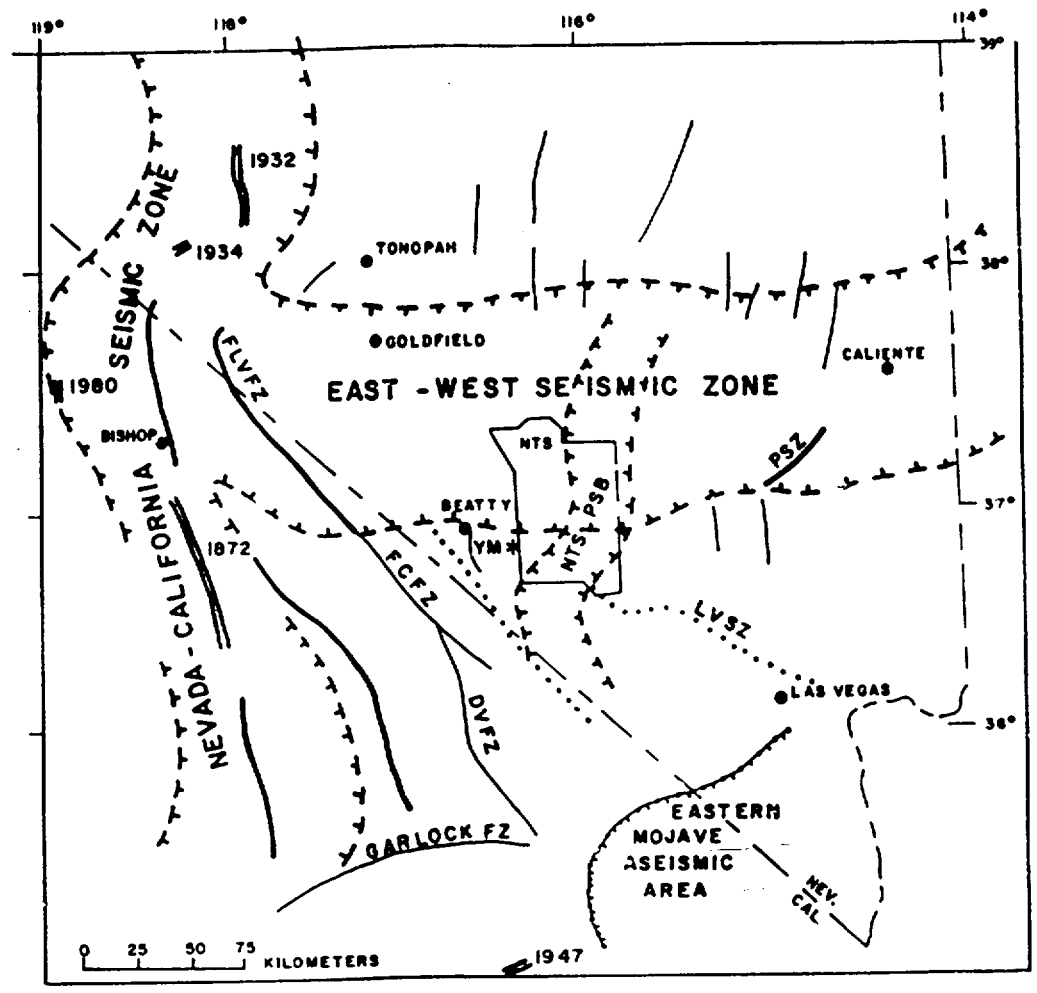 119°
118°
116°
114°
39°
1932
SEISMIC ZONE
1934
TONOPAH
38°
GOLDFIELD
FLVFZ
CALIENTE
1980
EAST-WEST SEISMIC ZONE
BISHOP
NTS
PSZ
NEVADA-CALIFORNIA
BEATTY
37°
YM*
NTS-PSB
1872
FCFZ
LVSZ
LAS VEGAS
DVFZ
36°
EASTERN
MOJAVE
ASEISMIC
AREA
GARLOCK FZ
NEV.
CAL
0 25 50 75
KILOMETERS
1947